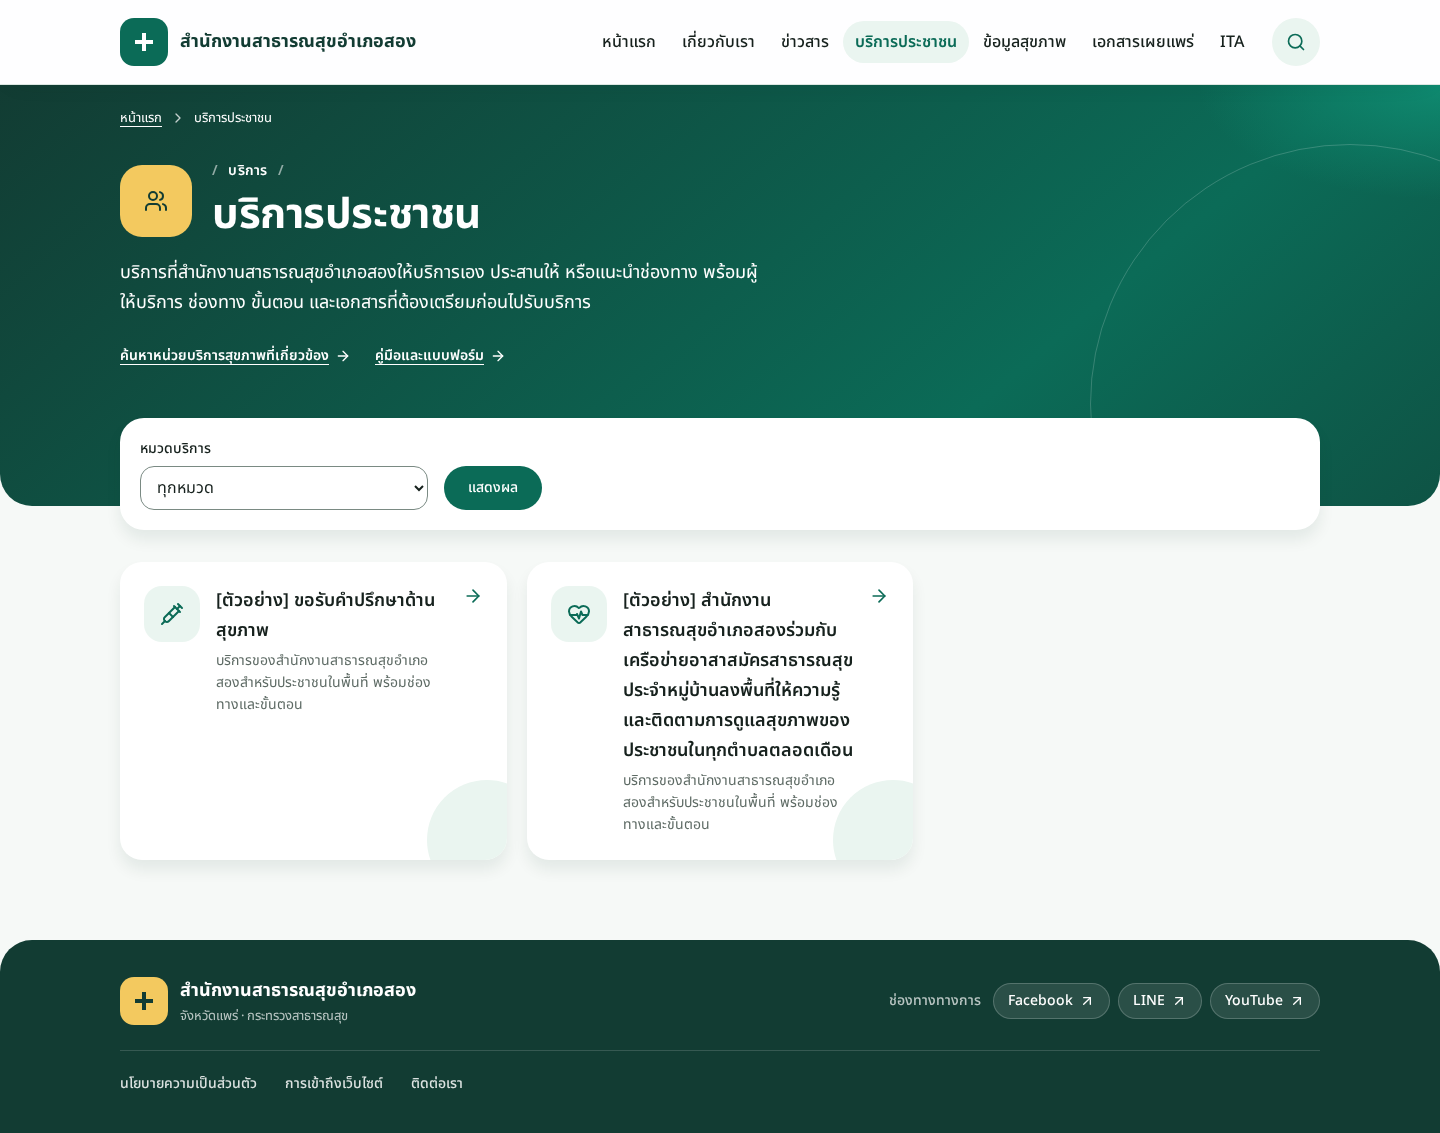 สำนักงานสาธารณสุขอำเภอสอง
หน้าแรก
เกี่ยวกับเรา
ข่าวสาร
บริการประชาชน
ข้อมูลสุขภาพ
เอกสารเผยแพร่
ITA
หน้าแรก
บริการประชาชน
/ บริการ /
บริการประชาชน
บริการที่สำนักงานสาธารณสุขอำเภอสองให้บริการเอง ประสานให้ หรือแนะนำช่องทาง พร้อมผู้
ให้บริการ ช่องทาง ขั้นตอน และเอกสารที่ต้องเตรียมก่อนไปรับบริการ
ค้นหาหน่วยบริการสุขภาพที่เกี่ยวข้อง
คู่มือและแบบฟอร์ม
หมวดบริการ
ทุกหมวด
แสดงผล
[ตัวอย่าง] ขอรับคำปรึกษาด้าน
สุขภาพ
บริการของสำนักงานสาธารณสุขอำเภอ
สองสำหรับประชาชนในพื้นที่ พร้อมช่อง
ทางและขั้นตอน
[ตัวอย่าง] สำนักงาน
สาธารณสุขอำเภอสองร่วมกับ
เครือข่ายอาสาสมัครสาธารณสุข
ประจำหมู่บ้านลงพื้นที่ให้ความรู้
และติดตามการดูแลสุขภาพของ
ประชาชนในทุกตำบลตลอดเดือน
บริการของสำนักงานสาธารณสุขอำเภอ
สองสำหรับประชาชนในพื้นที่ พร้อมช่อง
ทางและขั้นตอน
สำนักงานสาธารณสุขอำเภอสอง
จังหวัดแพร่ · กระทรวงสาธารณสุข
ช่องทางทางการ
Facebook
LINE
YouTube
นโยบายความเป็นส่วนตัว
การเข้าถึงเว็บไซต์
ติดต่อเรา